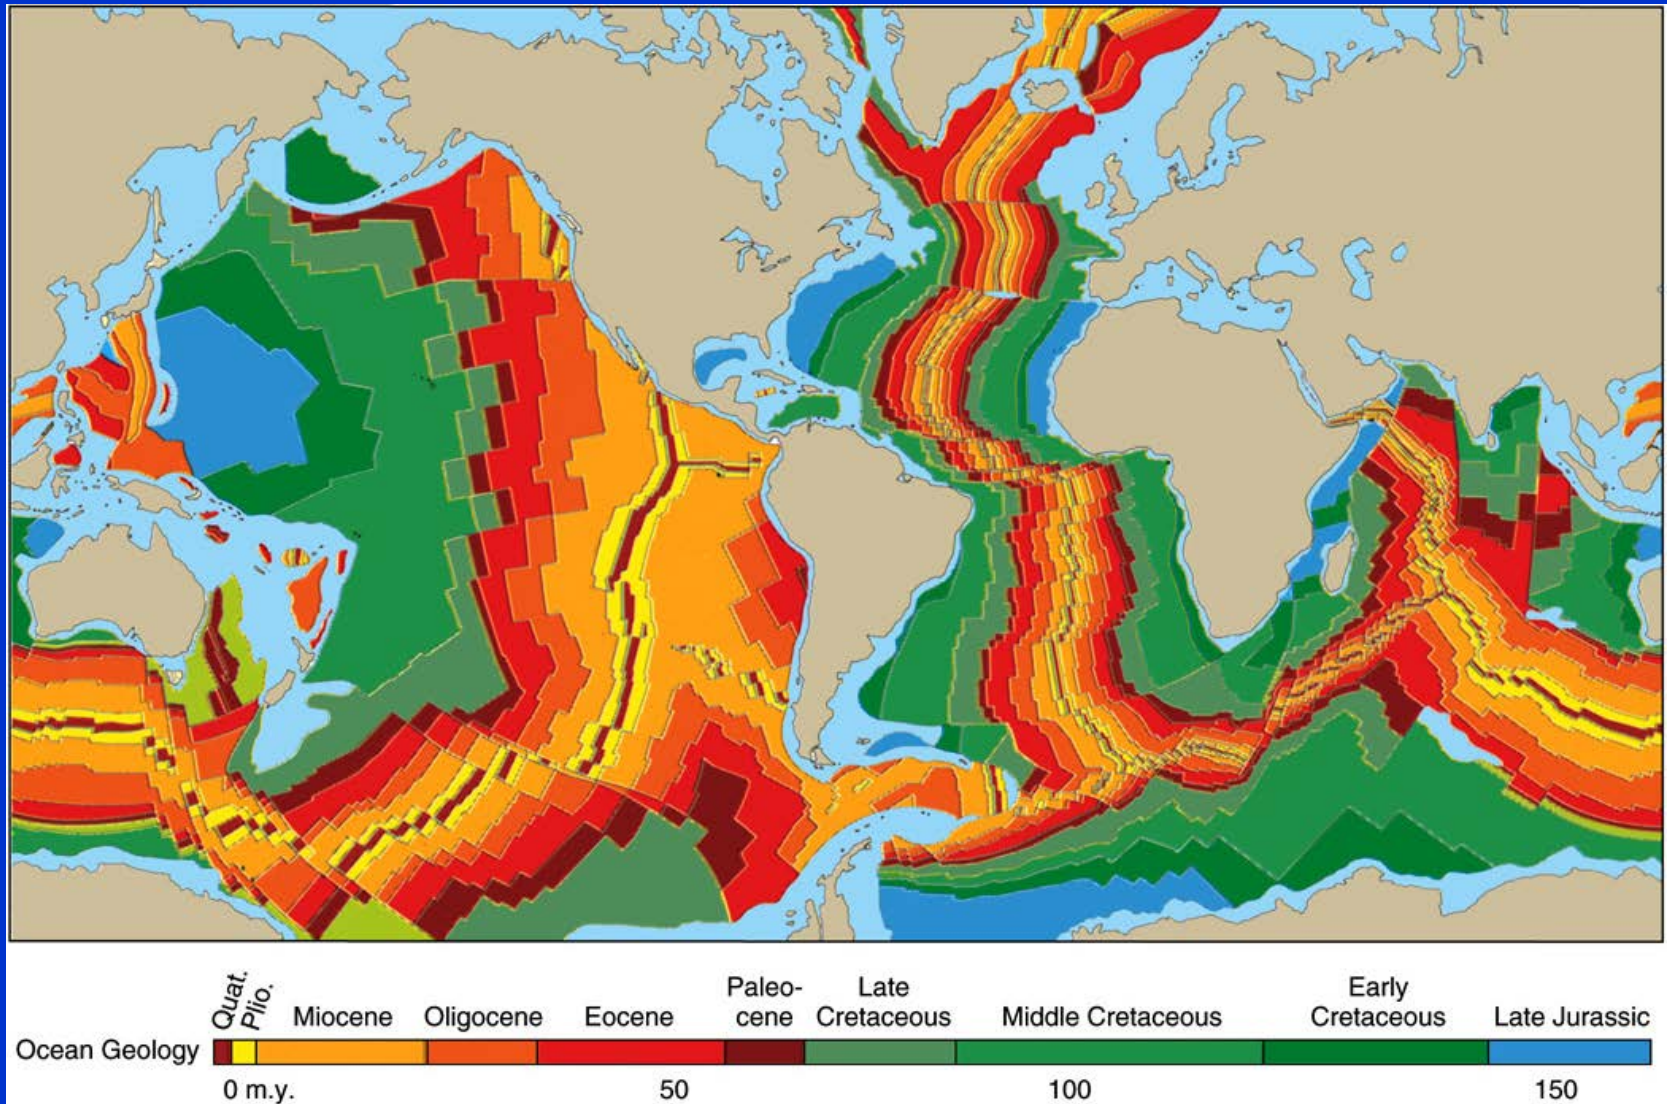 Quat.
Plio.
Miocene
Oligocene
Eocene
Paleo-
cene
Late
Cretaceous
Middle Cretaceous
Early
Cretaceous
Late Jurassic
Ocean Geology
0 m.y.
50
100
150